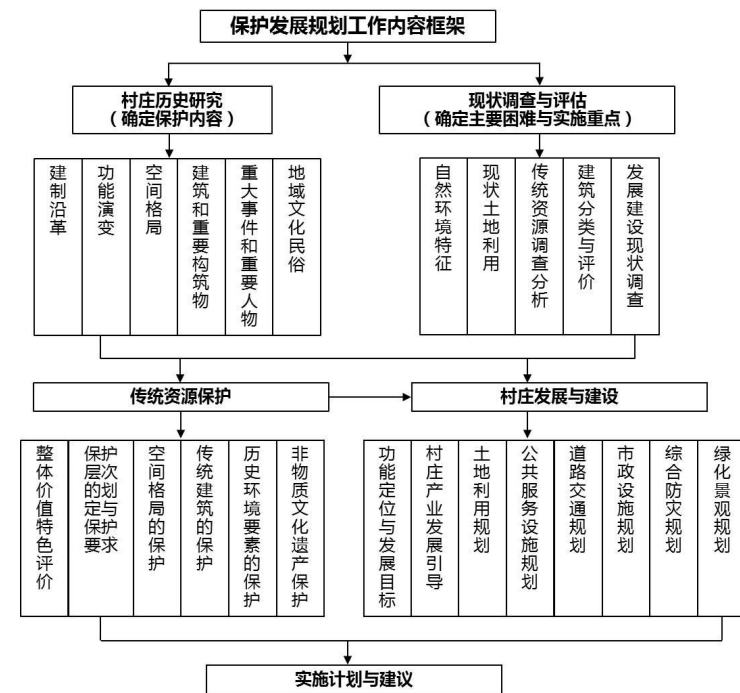 保护发展规划工作内容框架
村庄历史研究
（确定保护内容）
现状调查与评估
（确定主要困难与实施重点）
建制沿革
功能演变
空间格局
建筑和重要构筑物
重大事件和重要人物
地域文化民俗
自然环境特征
现状土地利用
传统资源调查分析
建筑分类与评价
发展建设现状调查
传统资源保护
村庄发展与建设
整体价值特色评价
保护层次的划定与保护要求
空间格局的保护
传统建筑的保护
历史环境要素的保护
非物质文化遗产保护
功能定位与发展目标
村庄产业发展引导
土地利用规划
公共服务设施规划
道路交通规划
市政设施规划
综合防灾规划
绿化景观规划
实施计划与建议